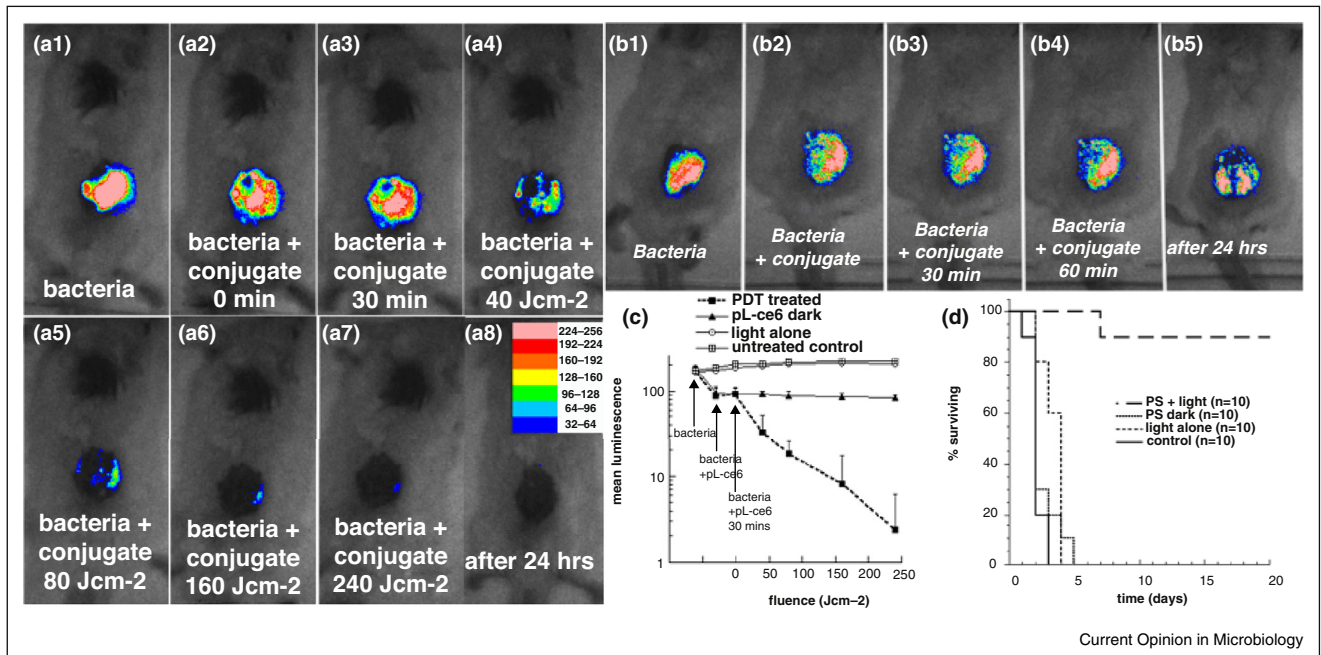 (a1)
bacteria
(a2)
bacteria +
conjugate
0 min
(a3)
bacteria +
conjugate
30 min
(a4)
bacteria +
conjugate
40 Jcm-2
(b1)
Bacteria
(b2)
Bacteria
+ conjugate
(b3)
Bacteria
+ conjugate
30 min
(b4)
Bacteria
+ conjugate
60 min
(b5)
after 24 hrs
(a5)
bacteria +
conjugate
80 Jcm-2
(a6)
bacteria +
conjugate
160 Jcm-2
(a7)
bacteria +
conjugate
240 Jcm-2
(a8)
224–256
192–224
160–192
128–160
96–128
64–96
32–64
after 24 hrs
(c)
PDT treated
pL-ce6 dark
light alone
untreated control
mean luminescence
100
10
1
bacteria
bacteria
+pL-ce6
bacteria
+pL-ce6
30 mins
0
50
100
150
200
250
fluence (Jcm–2)
(d)
% surviving
100
80
60
40
20
0
PS + light (n=10)
PS dark (n=10)
light alone (n=10)
control (n=10)
0
5
10
15
20
time (days)
Current Opinion in Microbiology